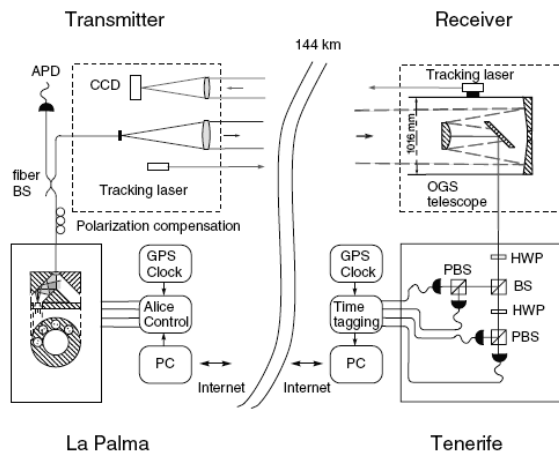 Transmitter
Receiver
144 km
APD
CCD
Tracking laser
fiber
BS
Tracking laser
Polarization compensation
1016 mm
OGS
telescope
GPS
Clock
Alice
Control
PC
Internet
GPS
Clock
Time
tagging
PC
Internet
PBS
HWP
BS
HWP
PBS
La Palma
Tenerife